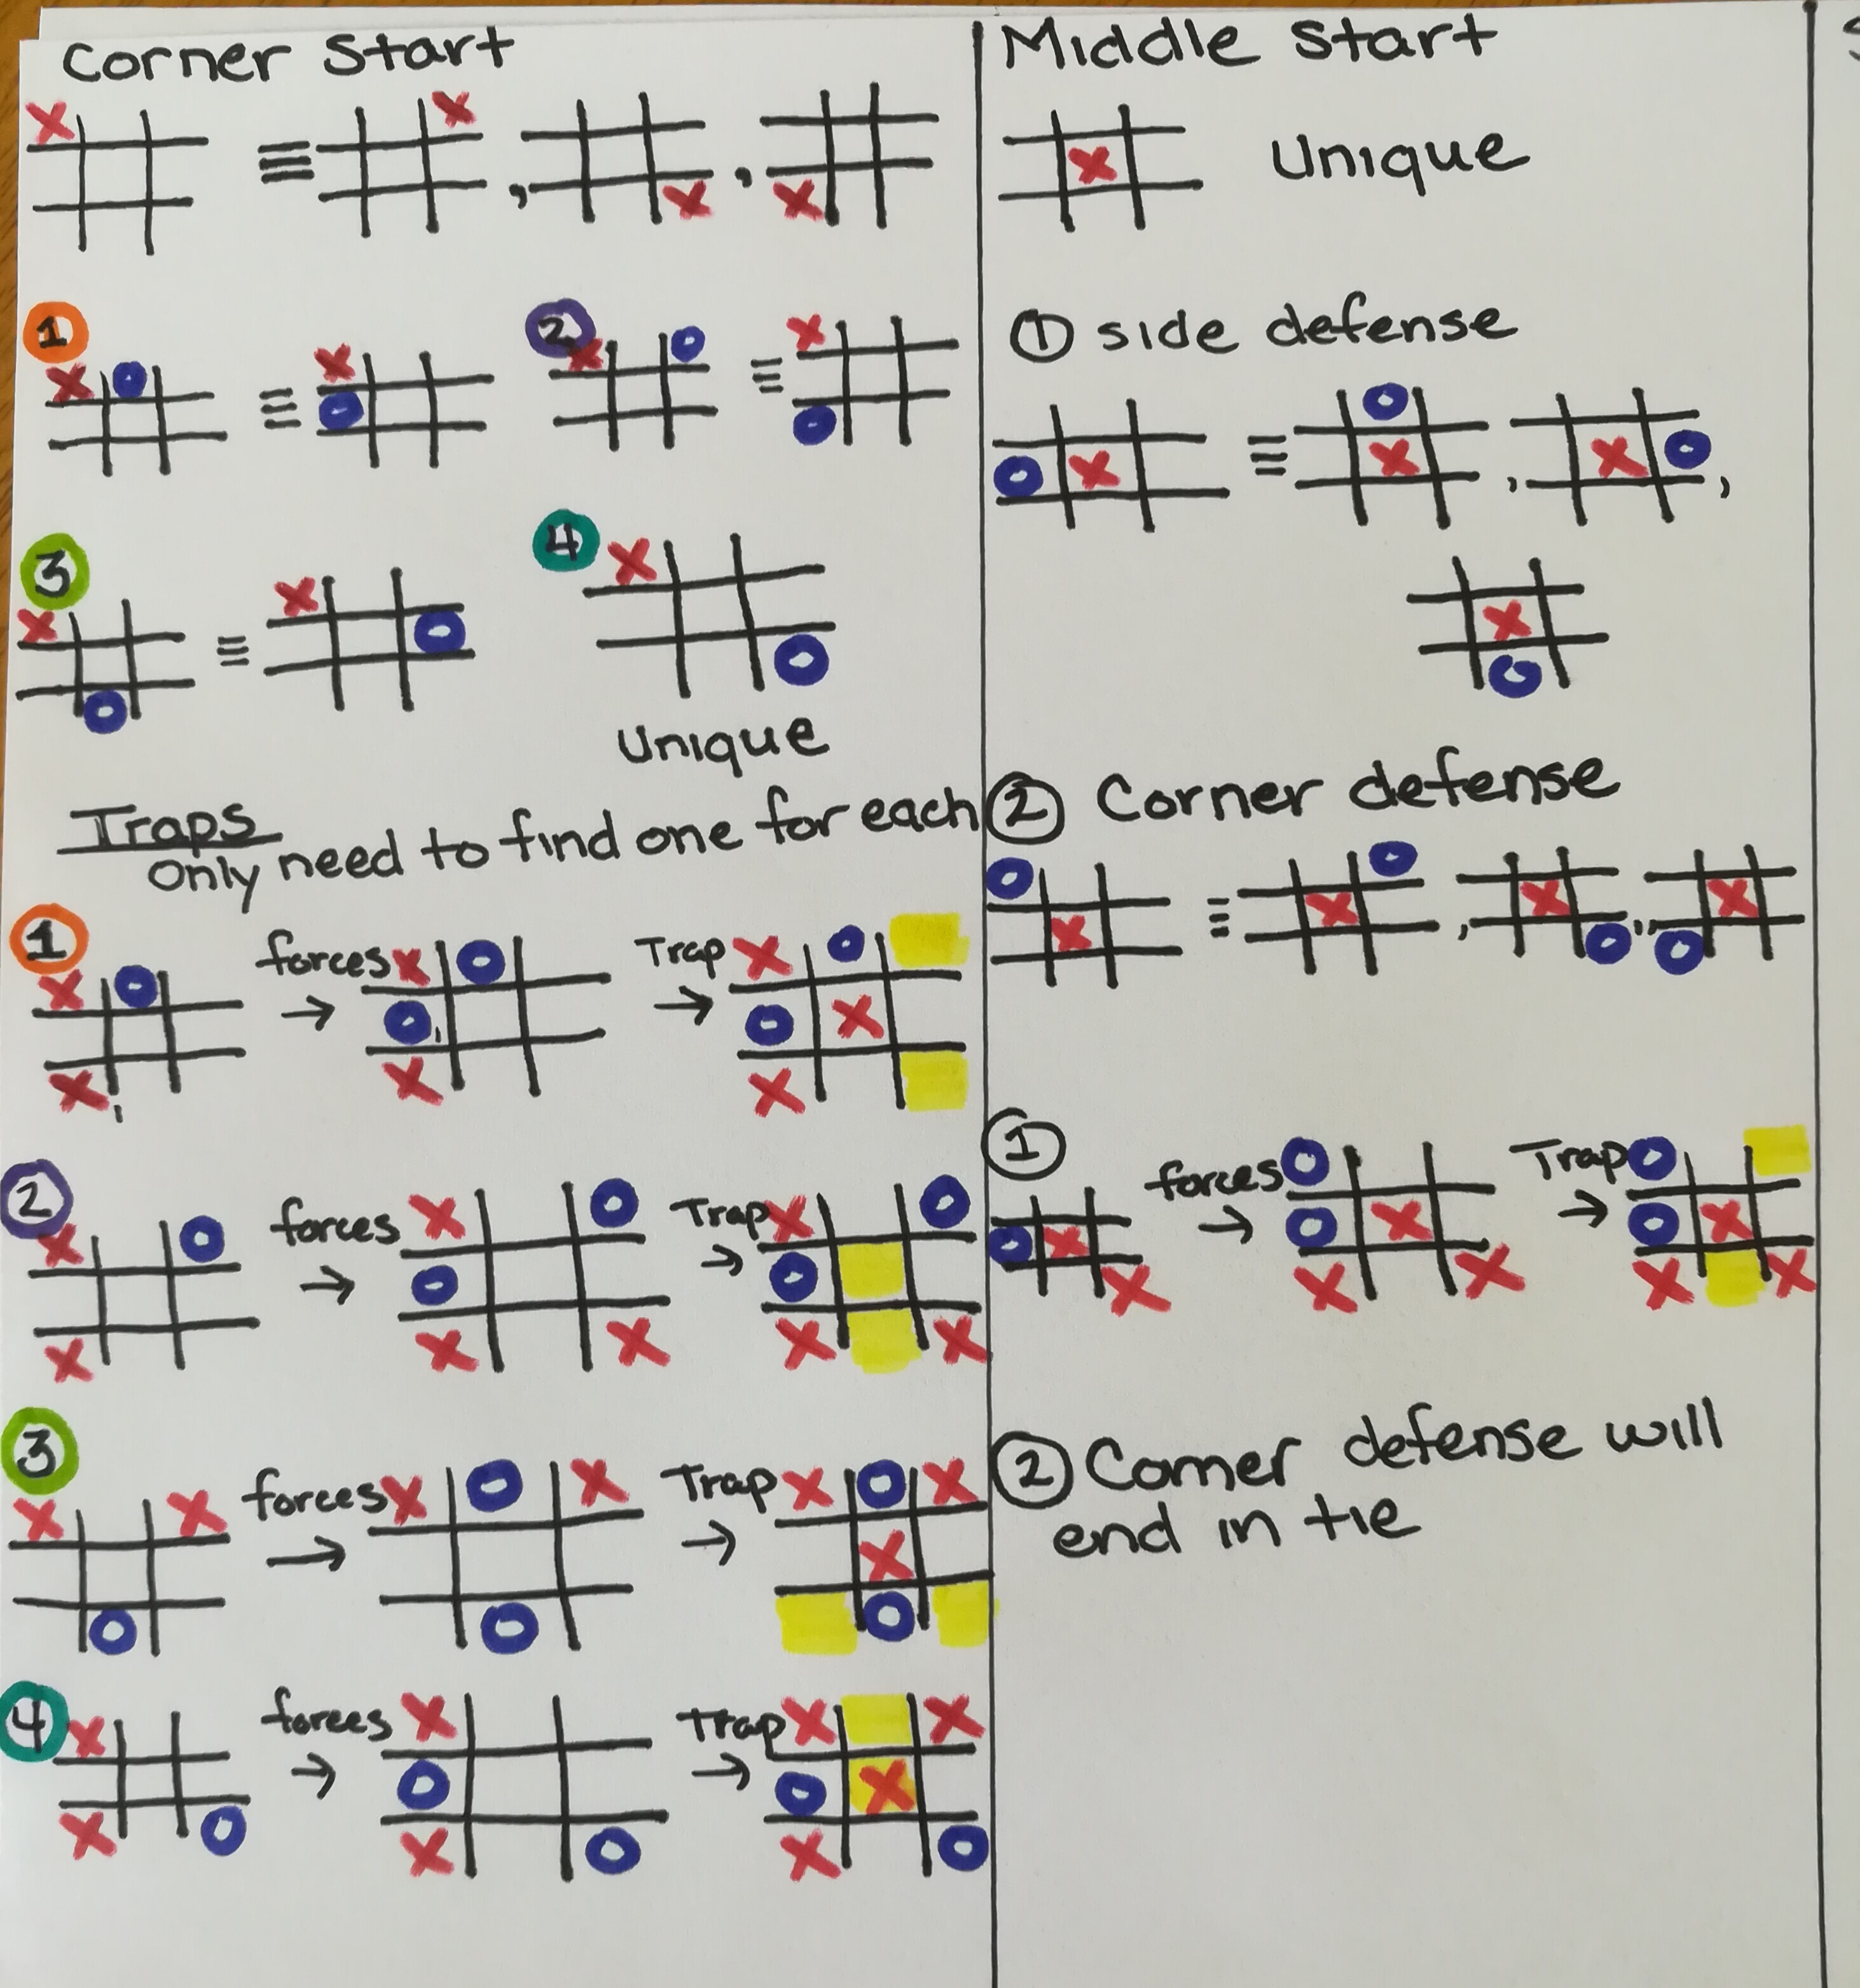 Corner Start
X
≡
X
,
X
,
X
1
X O
≡
X
O
2
X O
≡
X
O
3
X
O
≡
X
O
4
X
O
Unique
Traps
Only need to find one for each
1
X O
X
forces
→
X O
O
X
Trap
→
X O
O X
X
2
X O
X
forces
→
X O
O
X X
Trap
→
X O
O
X X
3
X X
O
forces
→
X O X
O
Trap
→
X O X
X
O
4
X
X O
forces
→
X
O
X O
Trap
→
X X
O X
X O
Middle Start
X
Unique
① side defense
O X
≡
O
X
,
X O
,
X
O
② Corner defense
O
X
≡
O
X
,
X
O
,
X
O
①
O X
X
forces
→
O
O X
X X
Trap
→
O
O X
X X
② Corner defense will
end in tie